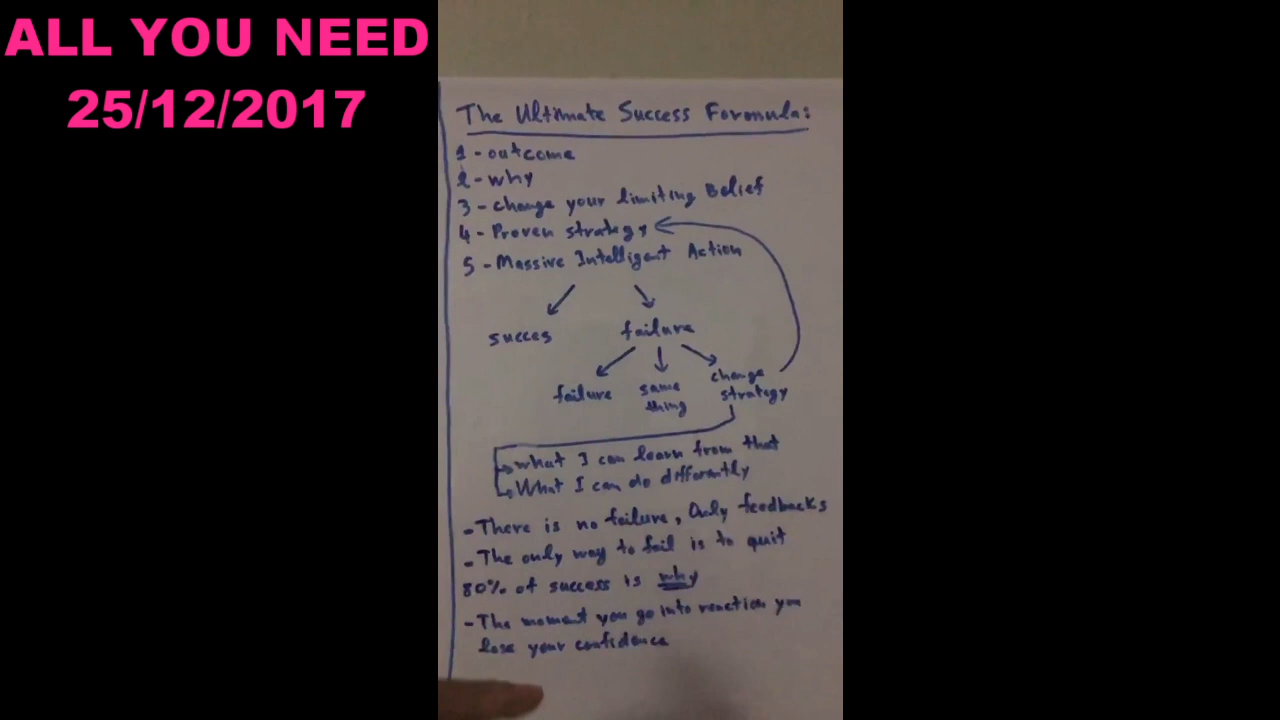 ALL YOU NEED
25/12/2017
The Ultimate Success Formula:
1 - outcome
2 - why
3 - change your limiting Belief
4 - Proven strategy
5 - Massive Intelligent Action
succes
failure
failure
same
thing
change
strategy
what I can learn from that
What I can do differently
- There is no failure, Only feedbacks
- The only way to fail is to quit
80% of success is why
- The moment you go into reaction you
lose your confidence